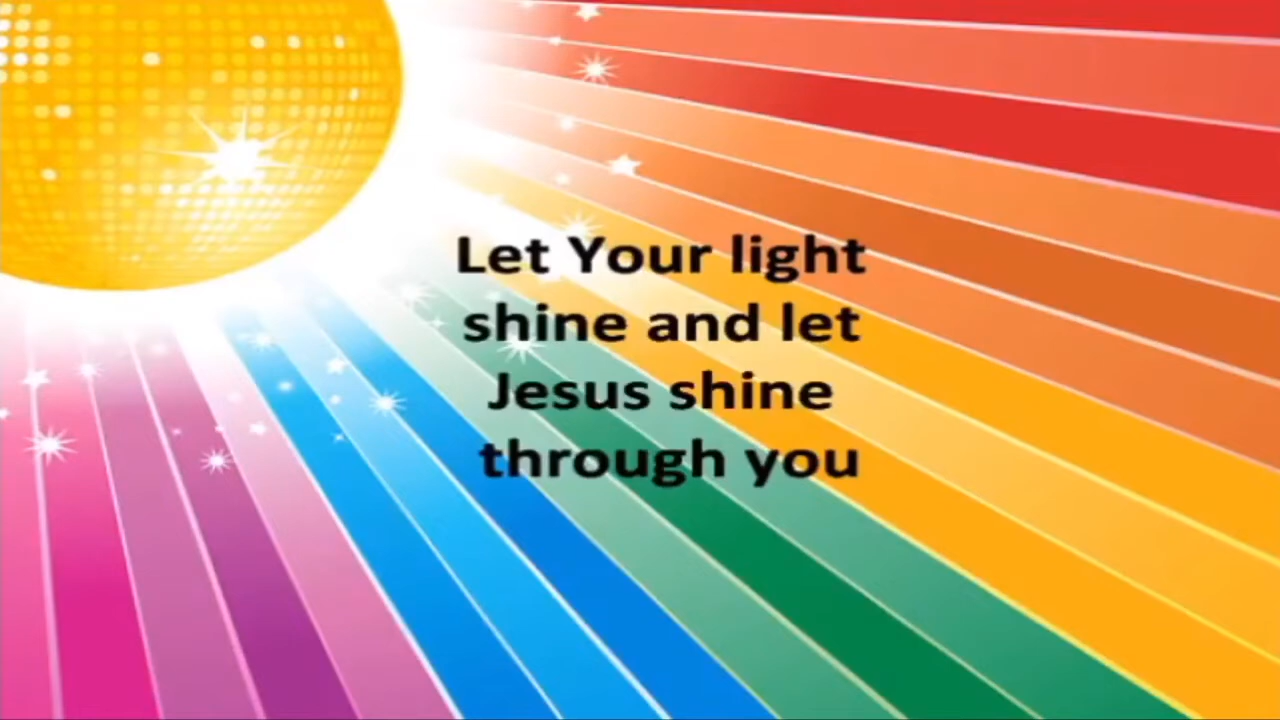 Let Your light
shine and let
Jesus shine
through you